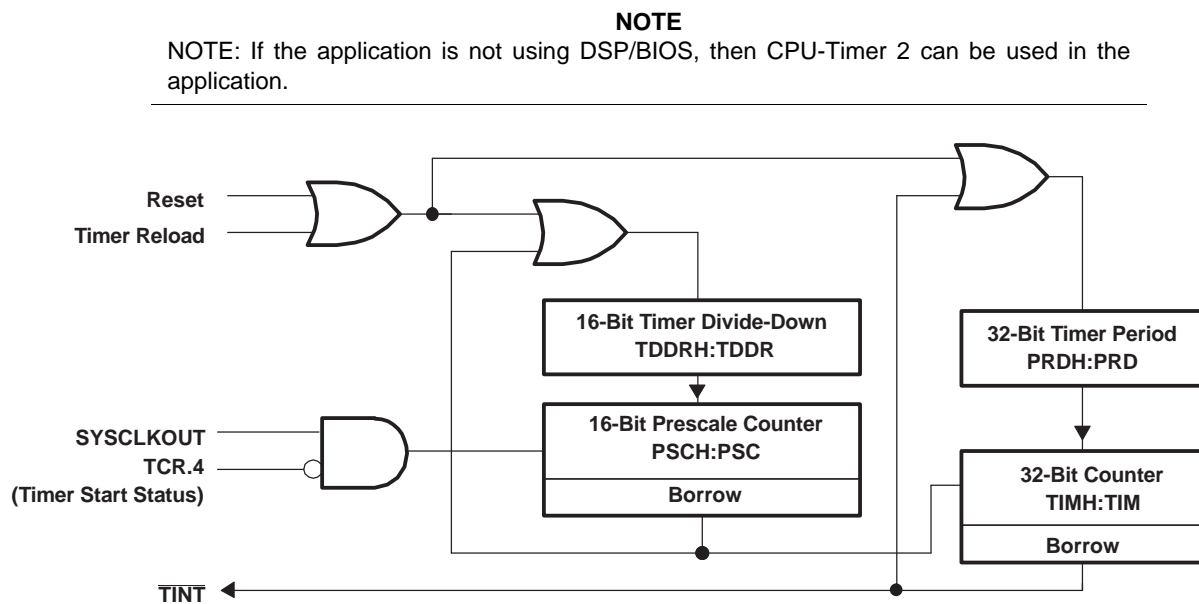 NOTE
NOTE: If the application is not using DSP/BIOS, then CPU-Timer 2 can be used in the
application.
Reset
Timer Reload
16-Bit Timer Divide-Down
TDDRH:TDDR
32-Bit Timer Period
PRDH:PRD
SYSCLKOUT
TCR.4
(Timer Start Status)
16-Bit Prescale Counter
PSCH:PSC
Borrow
32-Bit Counter
TIMH:TIM
Borrow
TINT